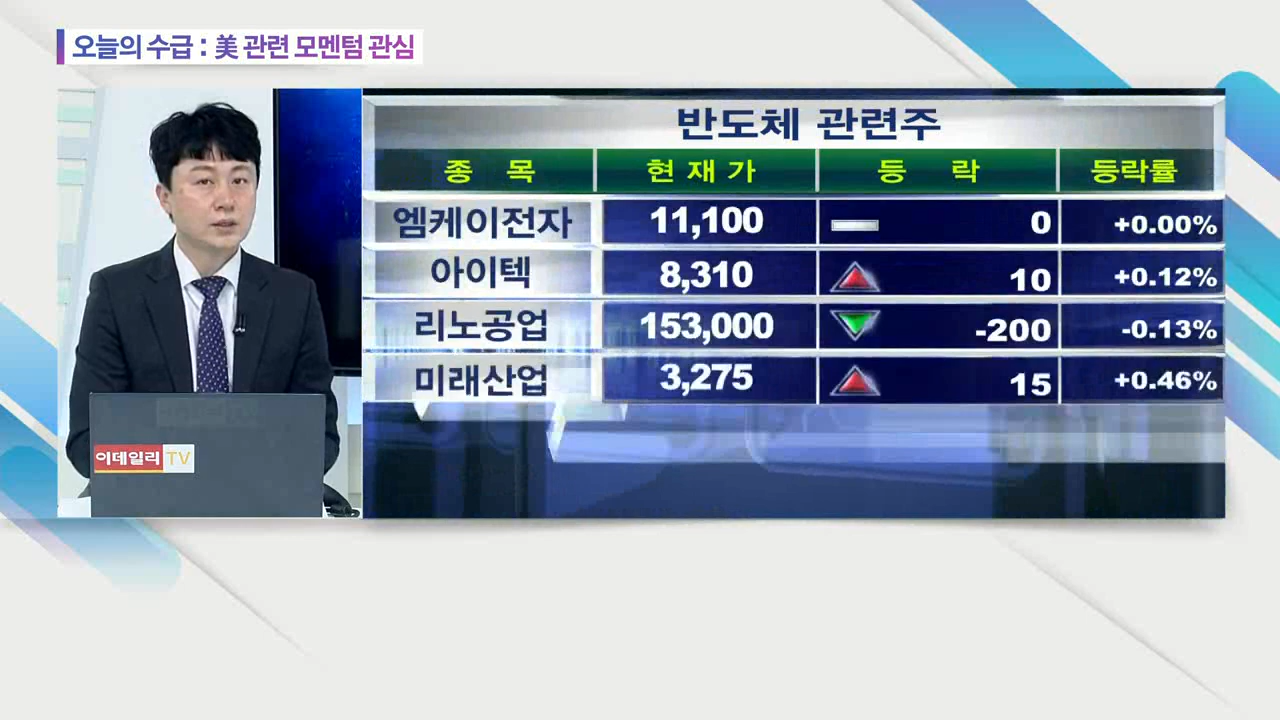 오늘의 수급 : 美 관련 모멘텀 관심
반도체 관련주
종 목 현 재 가 등 락 등락률
엠케이전자 11,100 0 +0.00%
아이텍 8,310 10 +0.12%
리노공업 153,000 -200 -0.13%
미래산업 3,275 15 +0.46%
이데일리 TV